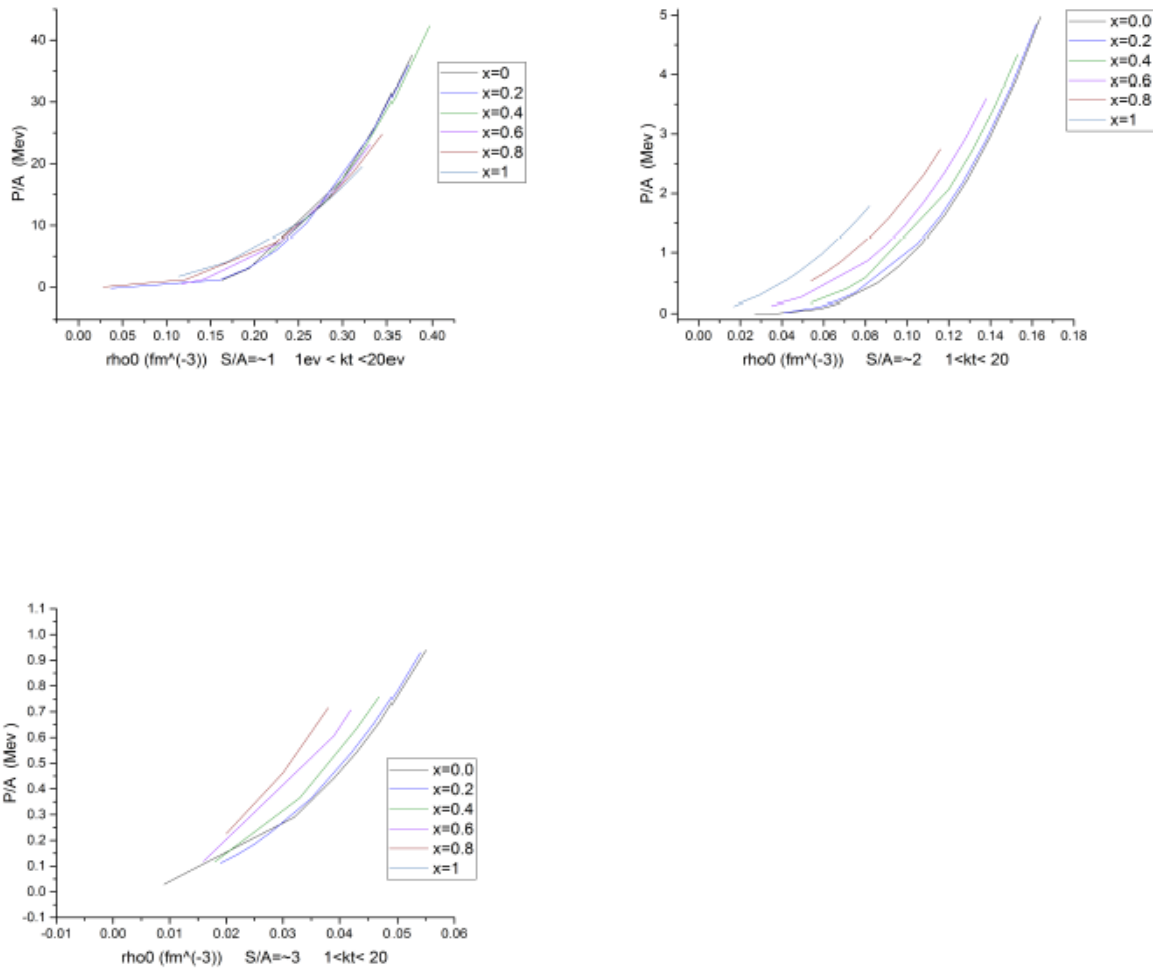 40
30
20
10
0
P/A (Mev)
0.00 0.05 0.10 0.15 0.20 0.25 0.30 0.35 0.40
rho0 (fm^(-3)) S/A=~1 1ev < kt <20ev
x=0
x=0.2
x=0.4
x=0.6
x=0.8
x=1
5
4
3
2
1
0
P/A (Mev )
0.00 0.02 0.04 0.06 0.08 0.10 0.12 0.14 0.16 0.18
rho0 (fm^(-3)) S/A=~2 1<kt< 20
x=0.0
x=0.2
x=0.4
x=0.6
x=0.8
x=1
1.1
1.0
0.9
0.8
0.7
0.6
0.5
0.4
0.3
0.2
0.1
0.0
-0.1
P/A (Mev )
-0.01 0.00 0.01 0.02 0.03 0.04 0.05 0.06
rho0 (fm^(-3)) S/A=~3 1<kt< 20
x=0.0
x=0.2
x=0.4
x=0.6
x=0.8
x=1